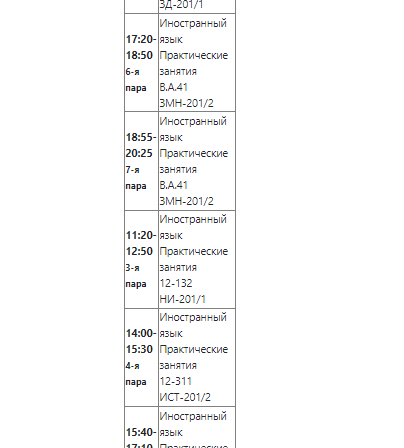 ЗД-201/1
17:20-
18:50
6-я
пара
Иностранный
язык
Практические
занятия
В.А.41
ЗМН-201/2
18:55-
20:25
7-я
пара
Иностранный
язык
Практические
занятия
В.А.41
ЗМН-201/2
11:20-
12:50
3-я
пара
Иностранный
язык
Практические
занятия
12-132
НИ-201/1
14:00-
15:30
4-я
пара
Иностранный
язык
Практические
занятия
12-311
ИСТ-201/2
15:40-
17:10
Иностранный
язык
Практические